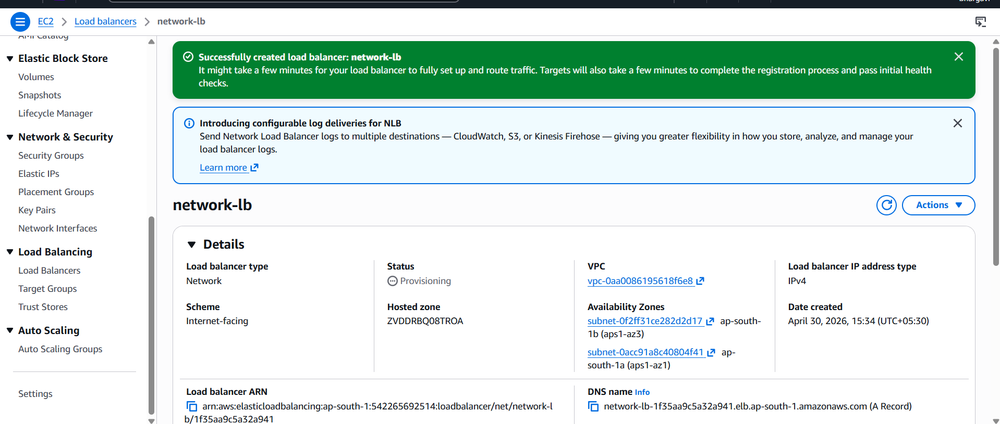 EC2 > Load balancers > network-lb
AMI Catalog
Elastic Block Store
Volumes
Snapshots
Lifecycle Manager
Network & Security
Security Groups
Elastic IPs
Placement Groups
Key Pairs
Network Interfaces
Load Balancing
Load Balancers
Target Groups
Trust Stores
Auto Scaling
Auto Scaling Groups
Settings
Successfully created load balancer: network-lb
It might take a few minutes for your load balancer to fully set up and route traffic. Targets will also take a few minutes to complete the registration process and pass initial health
checks.
Introducing configurable log deliveries for NLB
Send Network Load Balancer logs to multiple destinations — CloudWatch, S3, or Kinesis Firehose — giving you greater flexibility in how you store, analyze, and manage your
load balancer logs.
Learn more
network-lb
Actions
Details
Load balancer type
Network
Status
Provisioning
VPC
vpc-0aa0086195618f6e8
Load balancer IP address type
IPv4
Scheme
Internet-facing
Hosted zone
ZVDDRBQ08TROA
Availability Zones
subnet-0f2ff31ce282d2d17 ap-south-
1b (aps1-az3)
subnet-0acc91a8c40804f41 ap-
south-1a (aps1-az1)
Date created
April 30, 2026, 15:34 (UTC+05:30)
Load balancer ARN
arn:aws:elasticloadbalancing:ap-south-1:542265692514:loadbalancer/net/network-l
b/1f35aa9c5a32a941
DNS name Info
network-lb-1f35aa9c5a32a941.elb.ap-south-1.amazonaws.com (A Record)